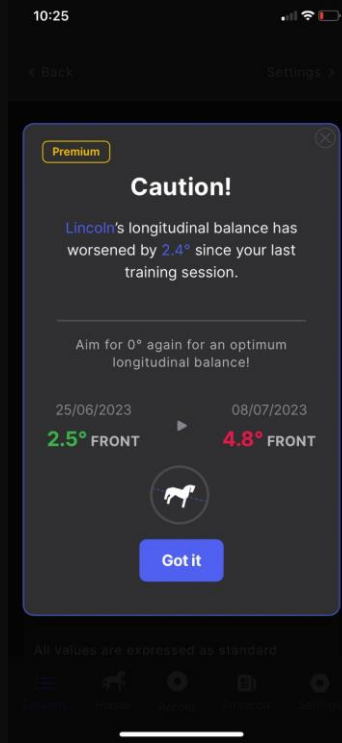 10:25
< Back
Settings >
Premium
Caution!
Lincoln's longitudinal balance has
worsened by 2.4° since your last
training session.
Aim for 0° again for an optimum
longitudinal balance!
25/06/2023
08/07/2023
2.5° FRONT
4.8° FRONT
Got it
All values are expressed as standard